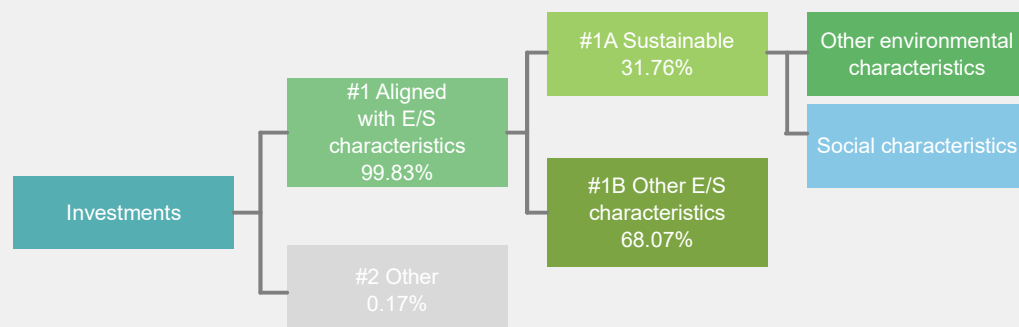 Investments
#1 Aligned
with E/S
characteristics
99.83%
#2 Other
0.17%
#1A Sustainable
31.76%
#1B Other E/S
characteristics
68.07%
Other environmental
characteristics
Social characteristics